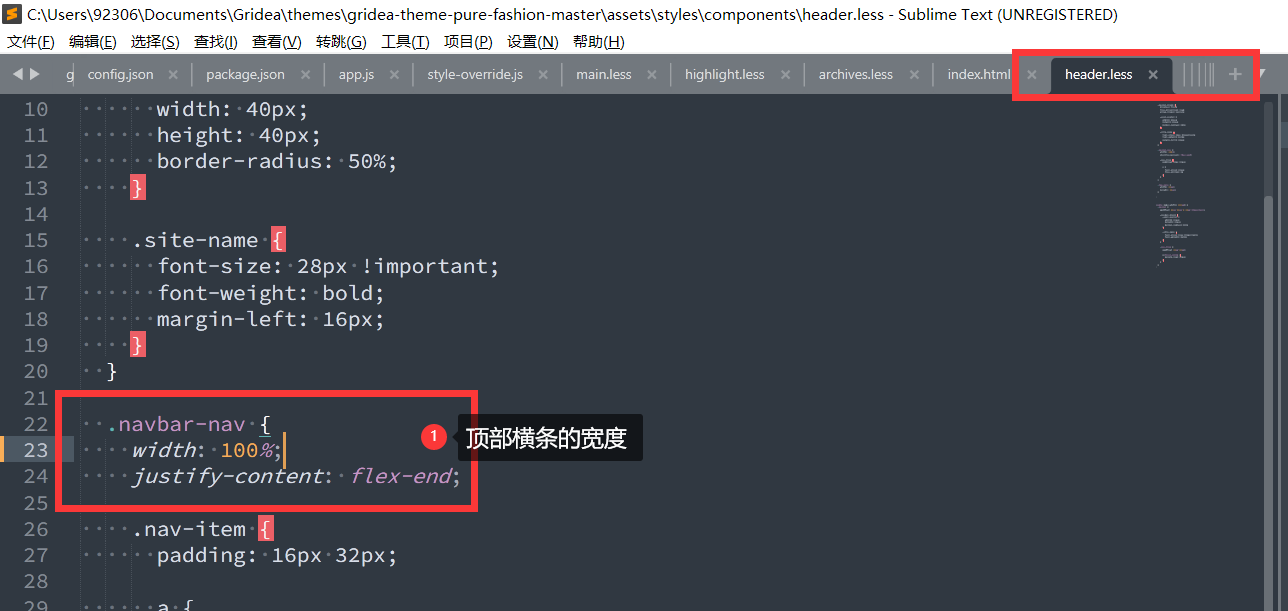 C:\Users\92306\Documents\Gridea\themes\gridea-theme-pure-fashion-master\assets\styles\components\header.less - Sublime Text (UNREGISTERED)
文件(F) 编辑(E) 选择(S) 查找(I) 查看(V) 转跳(G) 工具(T) 项目(P) 设置(N) 帮助(H)
g config.json × package.json × app.js × style-override.js × main.less × highlight.less × archives.less × index.html × header.less × +
10 width: 40px;
11 height: 40px;
12 border-radius: 50%;
13 }
14
15 .site-name {
16 font-size: 28px !important;
17 font-weight: bold;
18 margin-left: 16px;
19 }
20 }
21
22 .navbar-nav {
23 width: 100%;
1 顶部横条的宽度
24 justify-content: flex-end;
25
26 .nav-item {
27 padding: 16px 32px;
28
29 a {